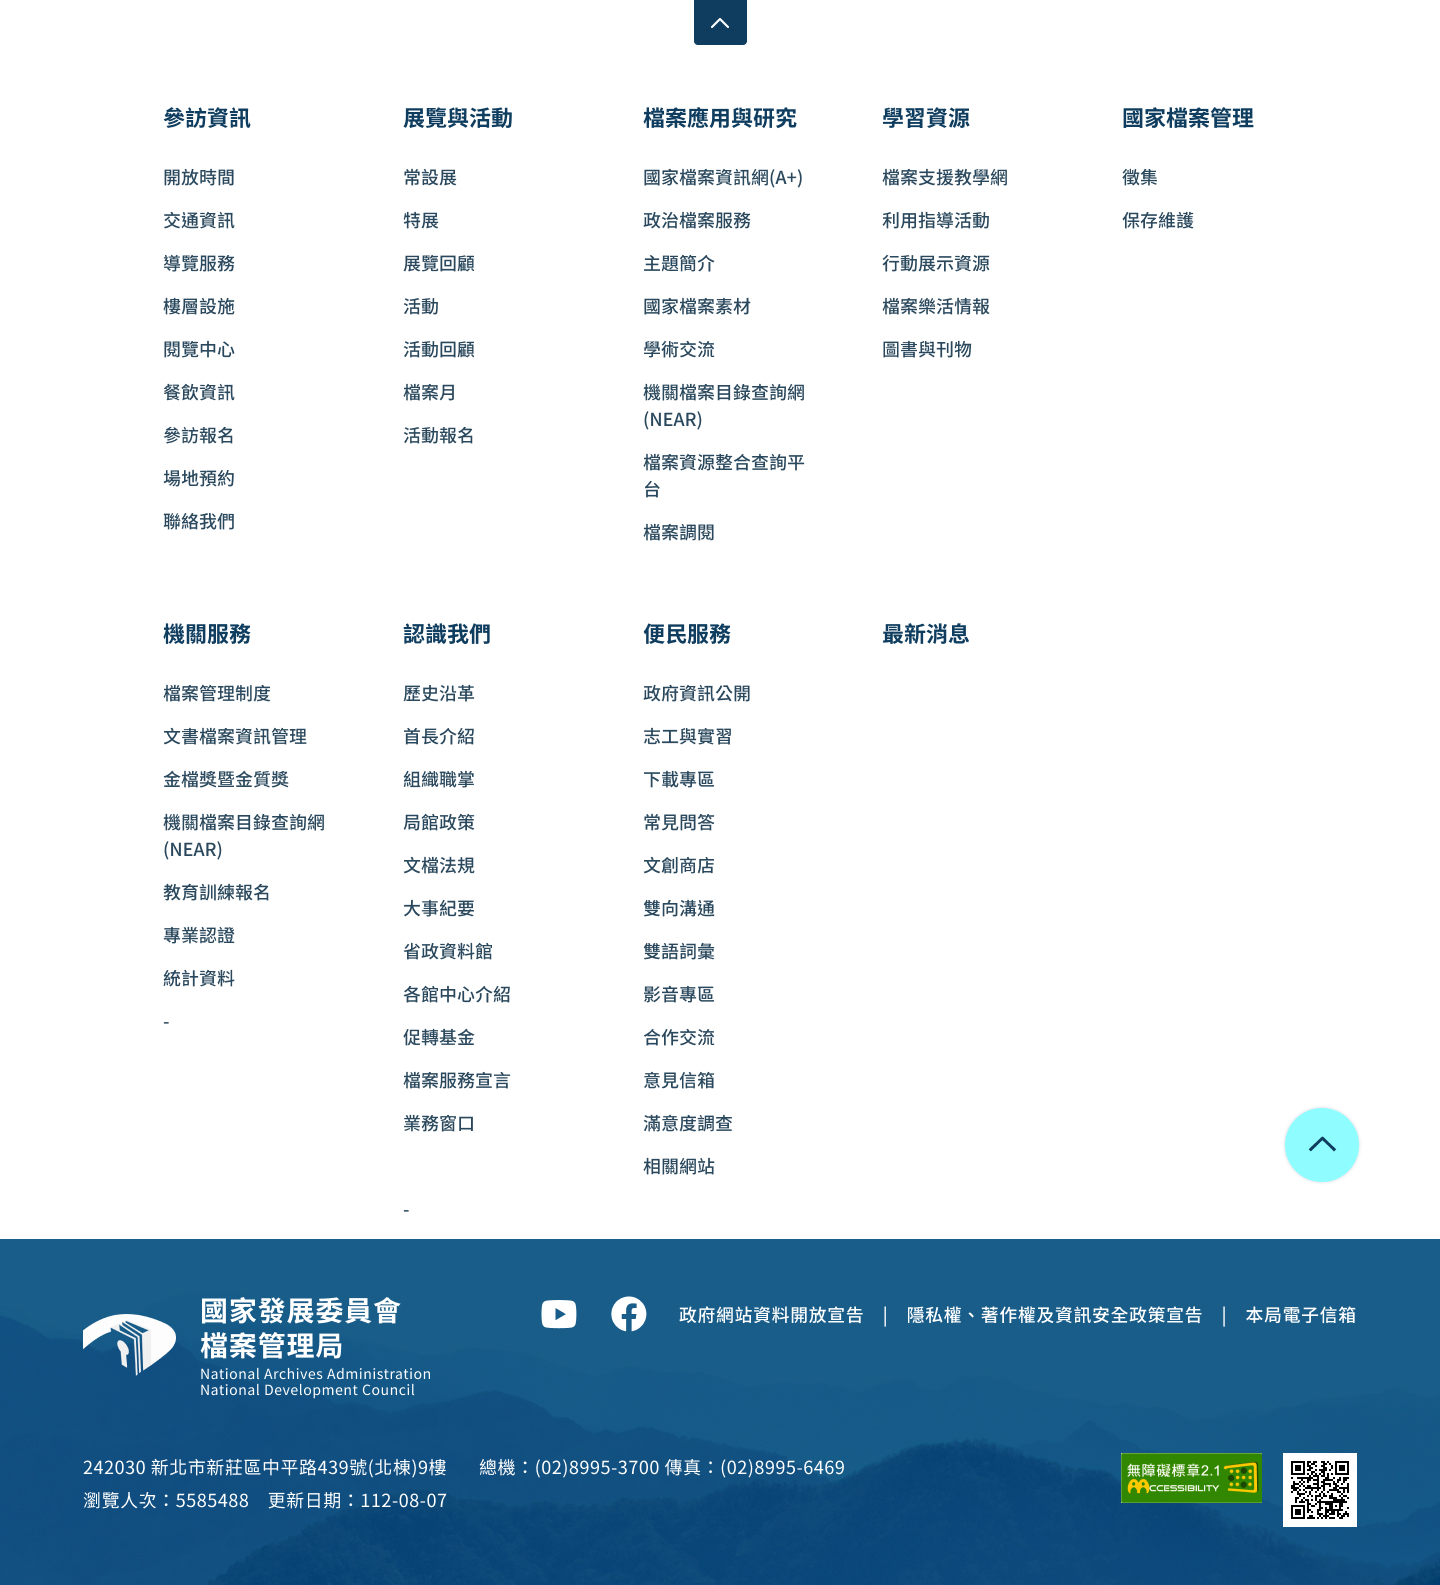 參訪資訊
開放時間
交通資訊
導覽服務
樓層設施
閱覽中心
餐飲資訊
參訪報名
場地預約
聯絡我們
展覽與活動
常設展
特展
展覽回顧
活動
活動回顧
檔案月
活動報名
檔案應用與研究
國家檔案資訊網(A+)
政治檔案服務
主題簡介
國家檔案素材
學術交流
機關檔案目錄查詢網
(NEAR)
檔案資源整合查詢平
台
檔案調閱
學習資源
檔案支援教學網
利用指導活動
行動展示資源
檔案樂活情報
圖書與刊物
國家檔案管理
徵集
保存維護
機關服務
檔案管理制度
文書檔案資訊管理
金檔獎暨金質獎
機關檔案目錄查詢網
(NEAR)
教育訓練報名
專業認證
統計資料
-
認識我們
歷史沿革
首長介紹
組織職掌
局館政策
文檔法規
大事紀要
省政資料館
各館中心介紹
促轉基金
檔案服務宣言
業務窗口
-
便民服務
政府資訊公開
志工與實習
下載專區
常見問答
文創商店
雙向溝通
雙語詞彙
影音專區
合作交流
意見信箱
滿意度調查
相關網站
最新消息
國家發展委員會
檔案管理局
National Archives Administration
National Development Council
政府網站資料開放宣告 | 隱私權、著作權及資訊安全政策宣告 | 本局電子信箱
242030 新北市新莊區中平路439號(北棟)9樓 總機：(02)8995-3700 傳真：(02)8995-6469
瀏覽人次：5585488 更新日期：112-08-07
無障礙標章2.1
ACCESSIBILITY